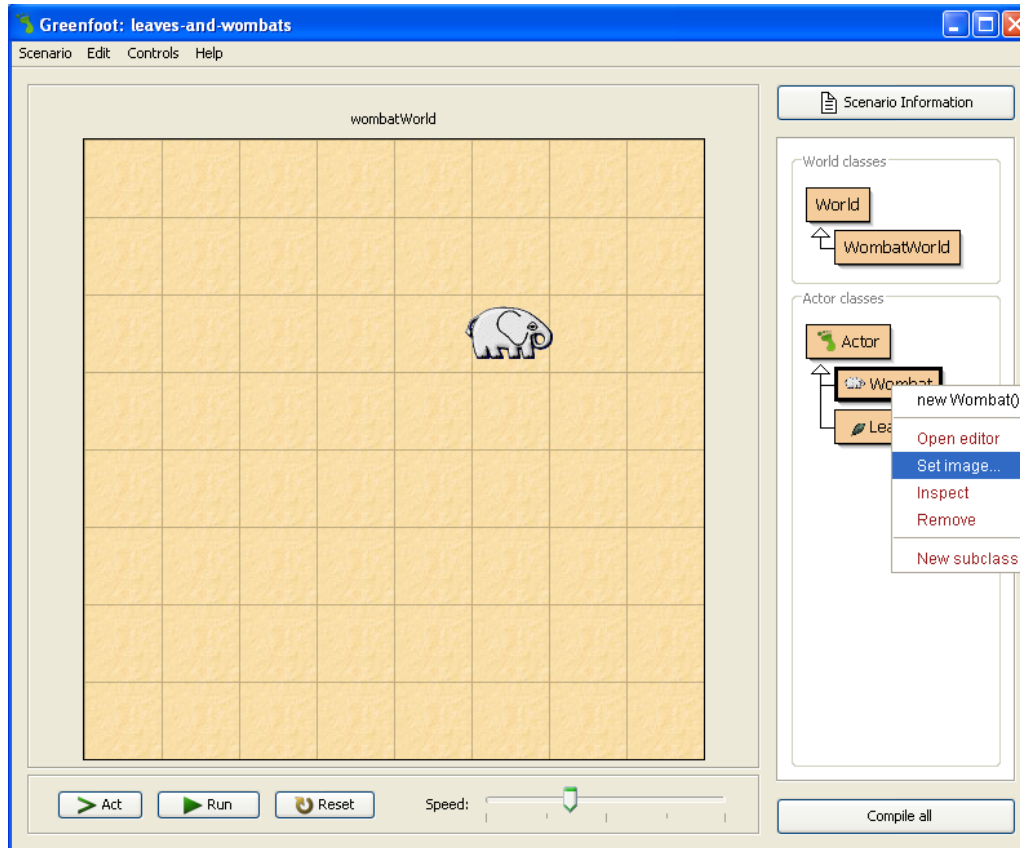 Greenfoot: leaves-and-wombats
Scenario Edit Controls Help
wombatWorld
Scenario Information
World classes
World
WombatWorld
Actor classes
Actor
Wombat
new Wombat()
Open editor
Set image...
Inspect
Remove
New subclass
Act
Run
Reset
Speed:
Compile all